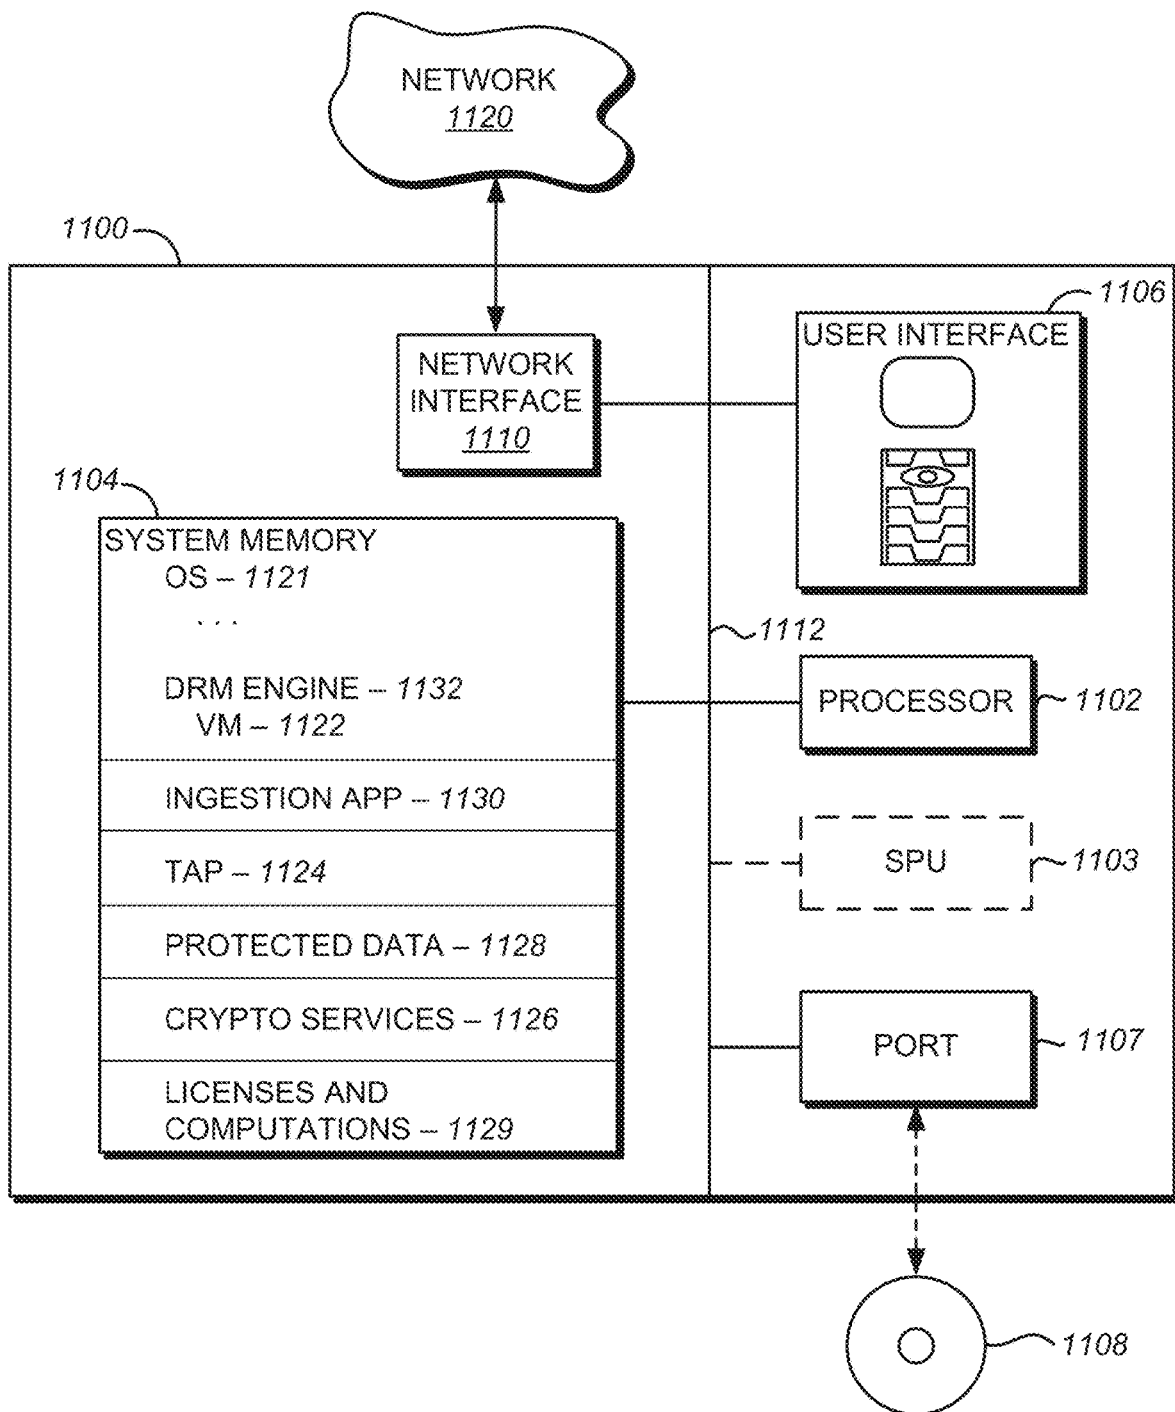 NETWORK
1120
1100
1106
USER INTERFACE
NETWORK
INTERFACE
1110
1104
SYSTEM MEMORY
OS – 1121
. . .
1112
DRM ENGINE – 1132
VM – 1122
PROCESSOR
1102
INGESTION APP – 1130
TAP – 1124
SPU
1103
PROTECTED DATA – 1128
CRYPTO SERVICES – 1126
PORT
1107
LICENSES AND
COMPUTATIONS – 1129
1108